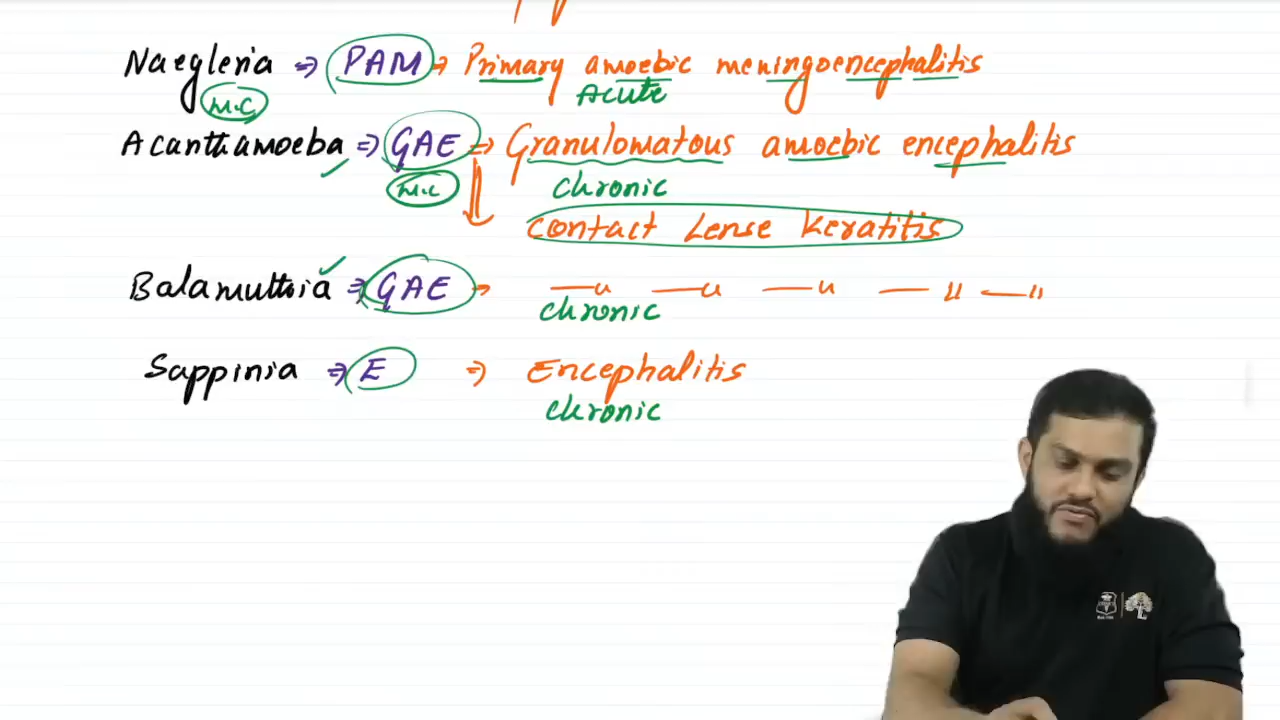 Naegleria ⇒ PAM ⇒ Primary amoebic meningoencephalitis
M.C Acute
Acanthamoeba ⇒ GAE ⇒ Granulomatous amoebic encephalitis
M.C chronic
Contact Lense Keratitis
Balamuthia ⇒ GAE ⇒ —u —u —u —u —u
chronic
Sappinia ⇒ E ⇒ Encephalitis
chronic